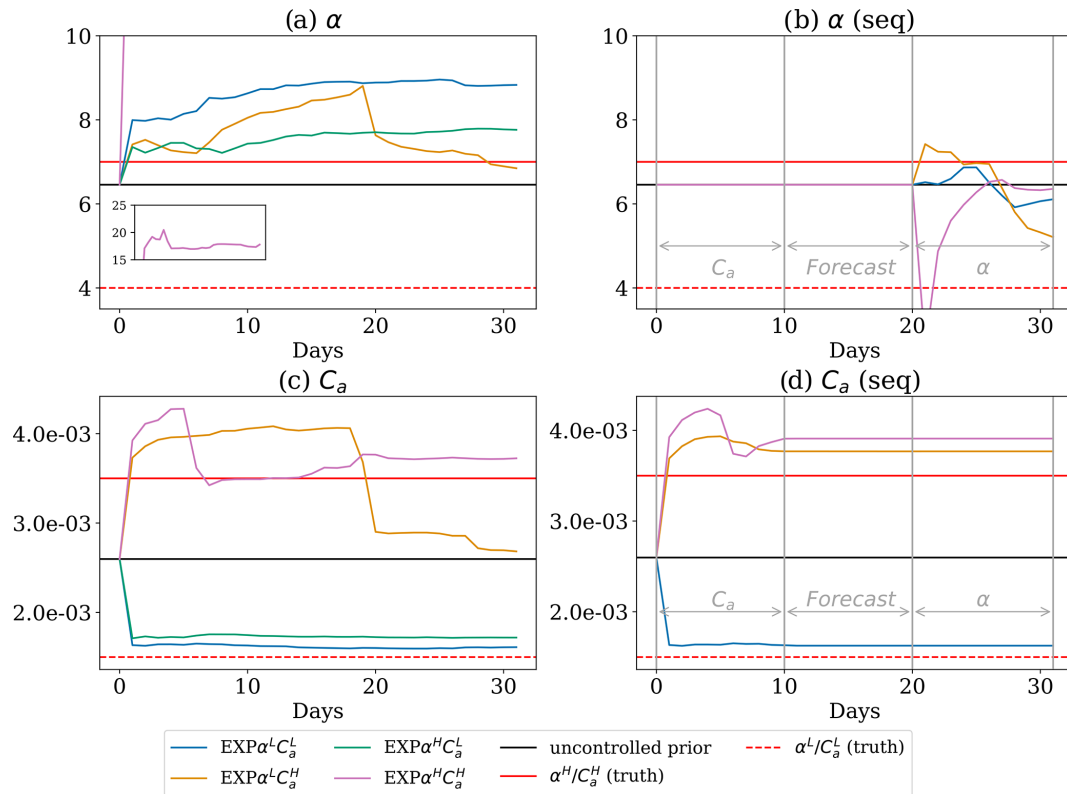 (a) α
10
8
6
4
25
20
15
0 10 20 30
Days
(b) α (seq)
10
8
6
4
C_a Forecast α
0 10 20 30
Days
(c) C_a
4.0e-03
3.0e-03
2.0e-03
0 10 20 30
Days
(d) C_a (seq)
4.0e-03
3.0e-03
2.0e-03
C_a Forecast α
0 10 20 30
Days
EXPα^L C_a^L EXPα^H C_a^L uncontrolled prior α^L/C_a^L (truth)
EXPα^L C_a^H EXPα^H C_a^H α^H/C_a^H (truth)